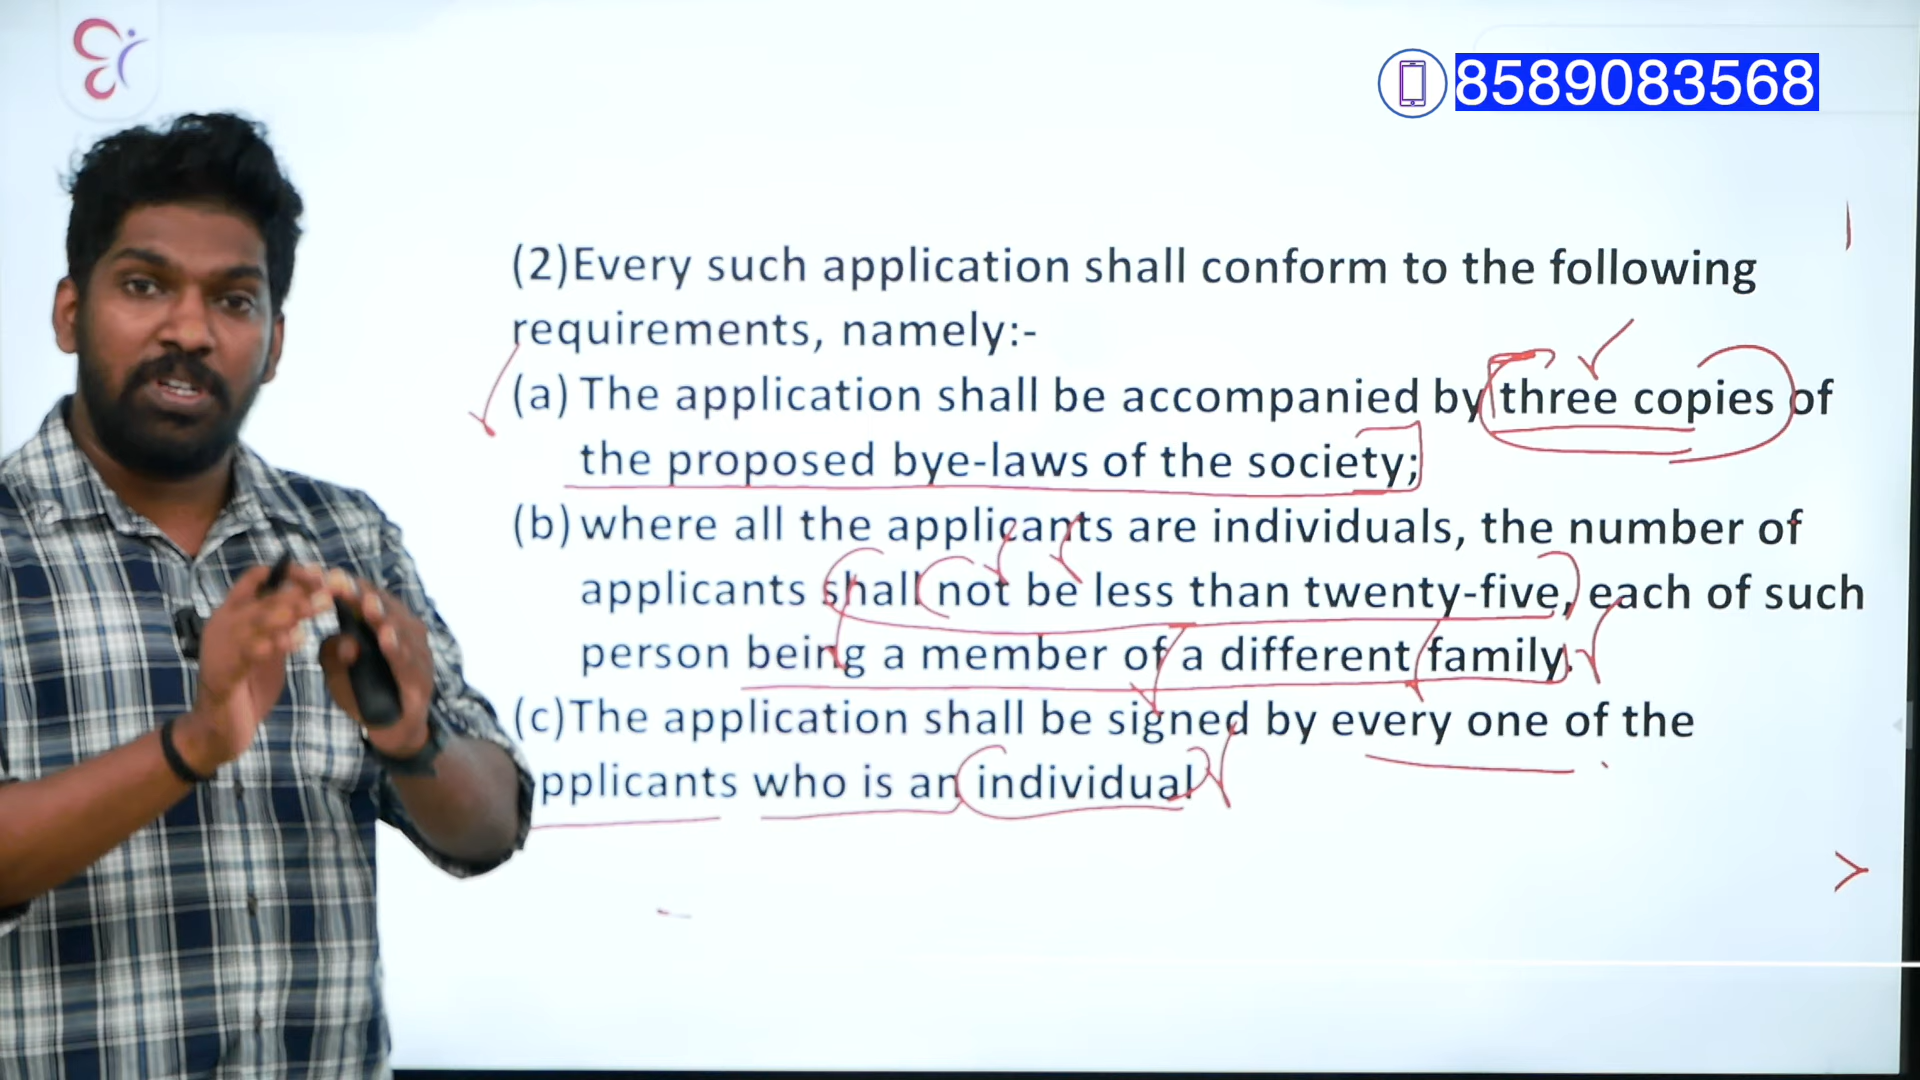 8589083568
(2)Every such application shall conform to the following
requirements, namely:-
(a) The application shall be accompanied by three copies of
the proposed bye-laws of the society;
(b) where all the applicants are individuals, the number of
applicants shall not be less than twenty-five, each of such
person being a member of a different family.
(c)The application shall be signed by every one of the
pplicants who is an individual